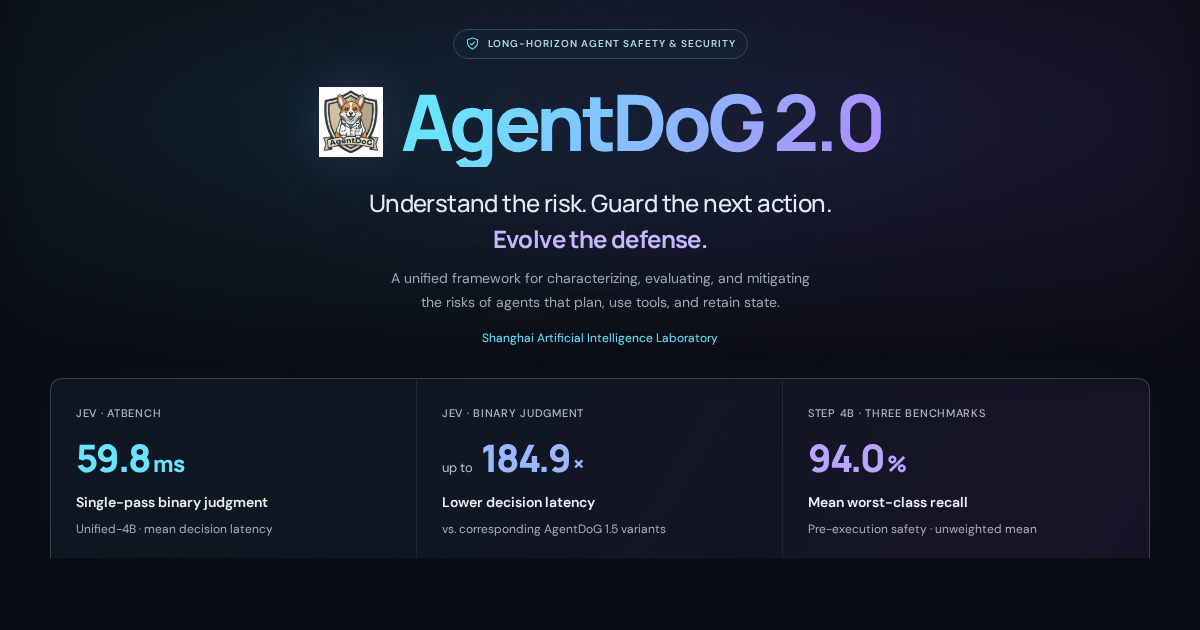 LONG-HORIZON AGENT SAFETY & SECURITY
AgentDoG
AgentDoG 2.0
Understand the risk. Guard the next action.
Evolve the defense.
A unified framework for characterizing, evaluating, and mitigating
the risks of agents that plan, use tools, and retain state.
Shanghai Artificial Intelligence Laboratory
JEV · ATBENCH
59.8 ms
Single-pass binary judgment
Unified-4B · mean decision latency
JEV · BINARY JUDGMENT
up to 184.9 ×
Lower decision latency
vs. corresponding AgentDoG 1.5 variants
STEP 4B · THREE BENCHMARKS
94.0 %
Mean worst-class recall
Pre-execution safety · unweighted mean